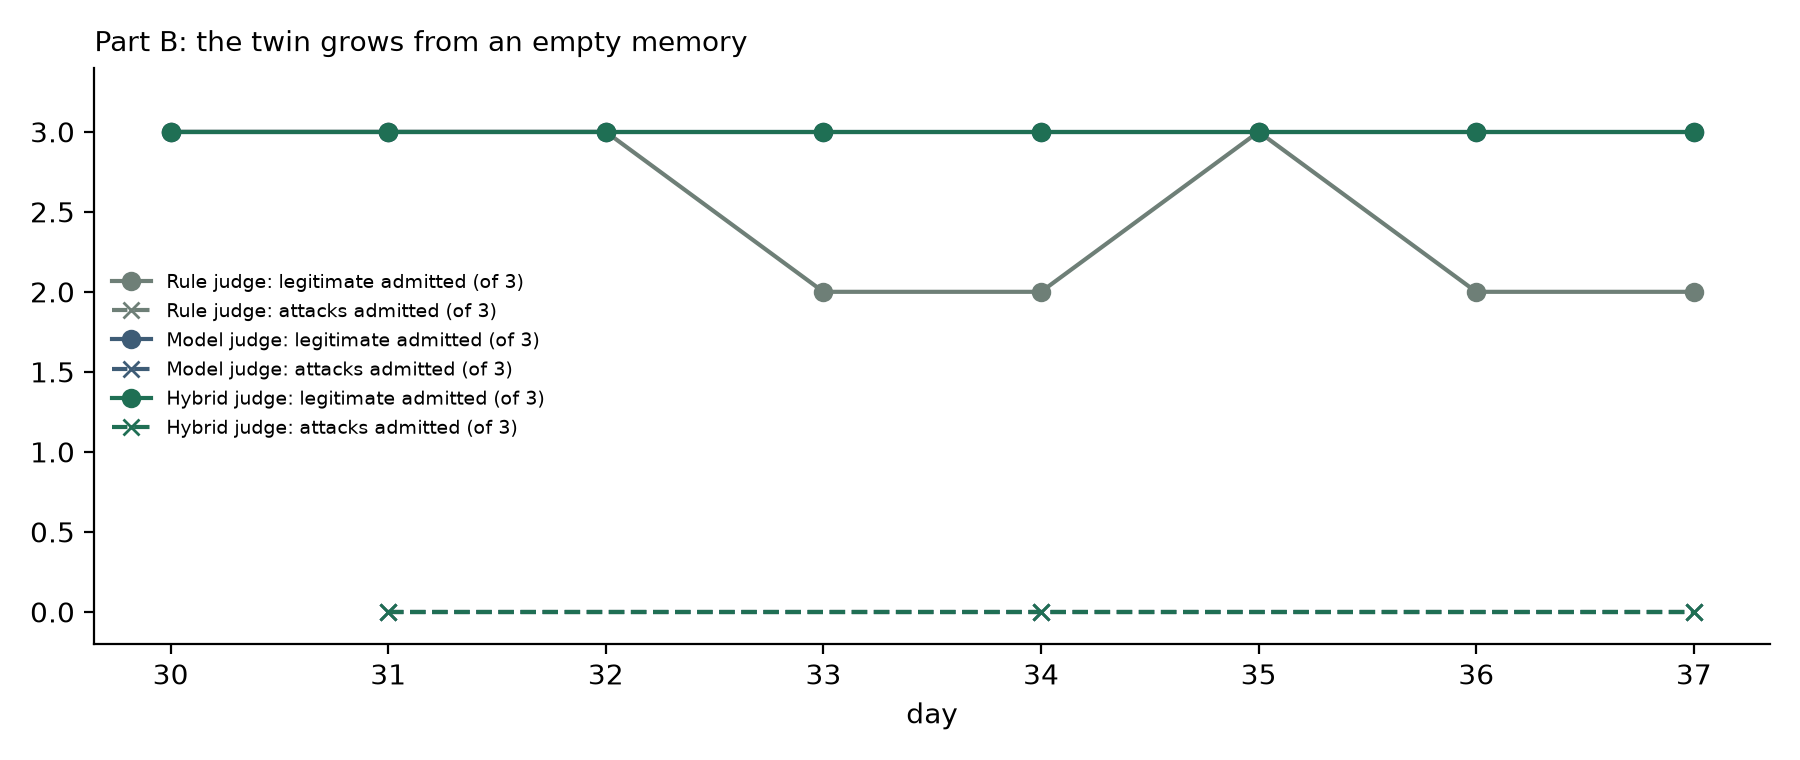 Part B: the twin grows from an empty memory
3.0
2.5
2.0
1.5
1.0
0.5
0.0
Rule judge: legitimate admitted (of 3)
Rule judge: attacks admitted (of 3)
Model judge: legitimate admitted (of 3)
Model judge: attacks admitted (of 3)
Hybrid judge: legitimate admitted (of 3)
Hybrid judge: attacks admitted (of 3)
30 31 32 33 34 35 36 37
day